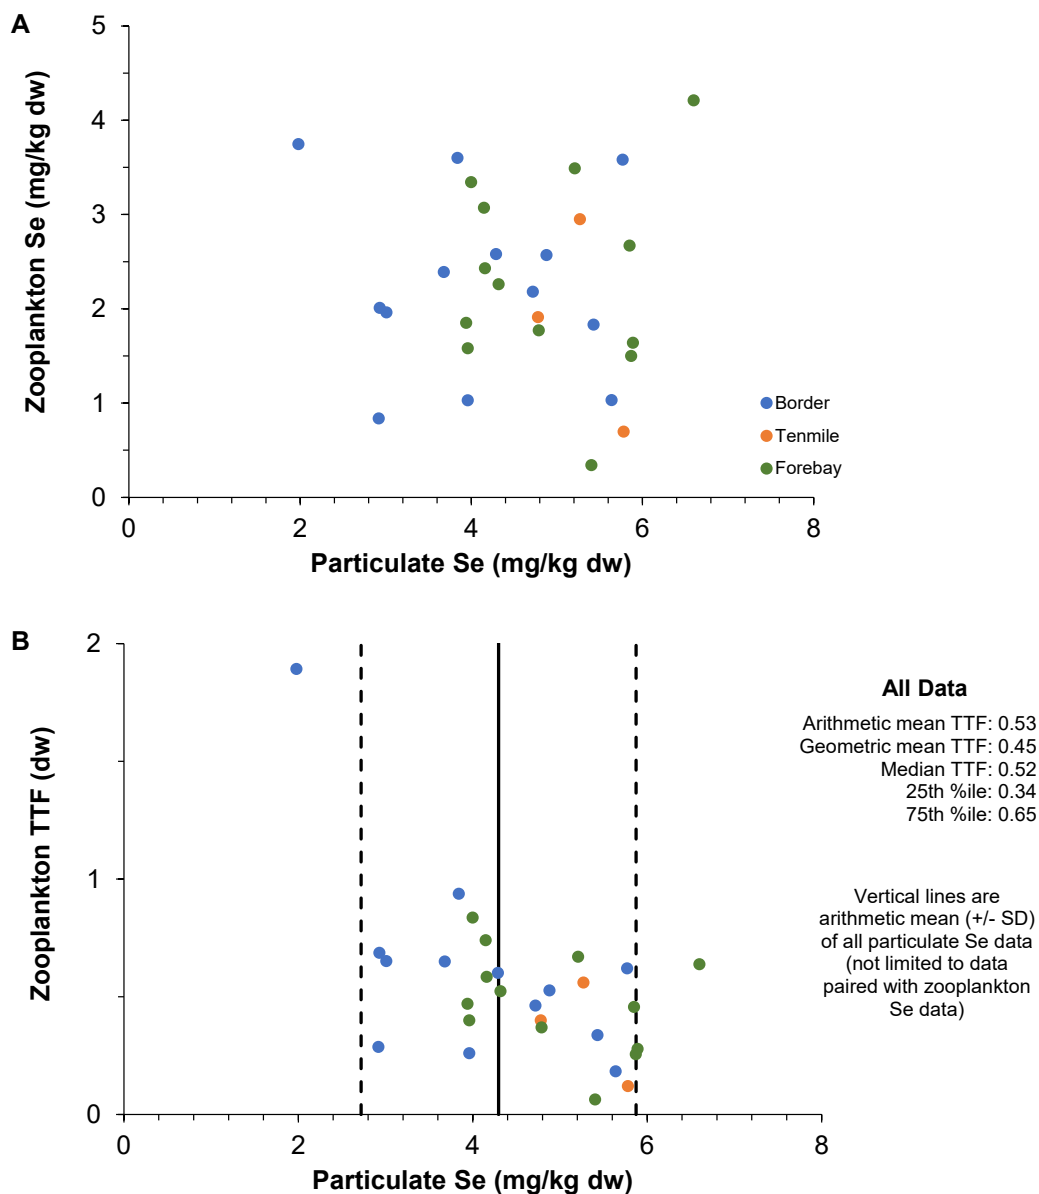 A
5
4
3
2
1
0
Zooplankton Se (mg/kg dw)
Border
Tenmile
Forebay
0 2 4 6 8
Particulate Se (mg/kg dw)
B
2
1
0
Zooplankton TTF (dw)
0 2 4 6 8
Particulate Se (mg/kg dw)
All Data
Arithmetic mean TTF: 0.53
Geometric mean TTF: 0.45
Median TTF: 0.52
25th %ile: 0.34
75th %ile: 0.65
Vertical lines are
arithmetic mean (+/- SD)
of all particulate Se data
(not limited to data
paired with zooplankton
Se data)